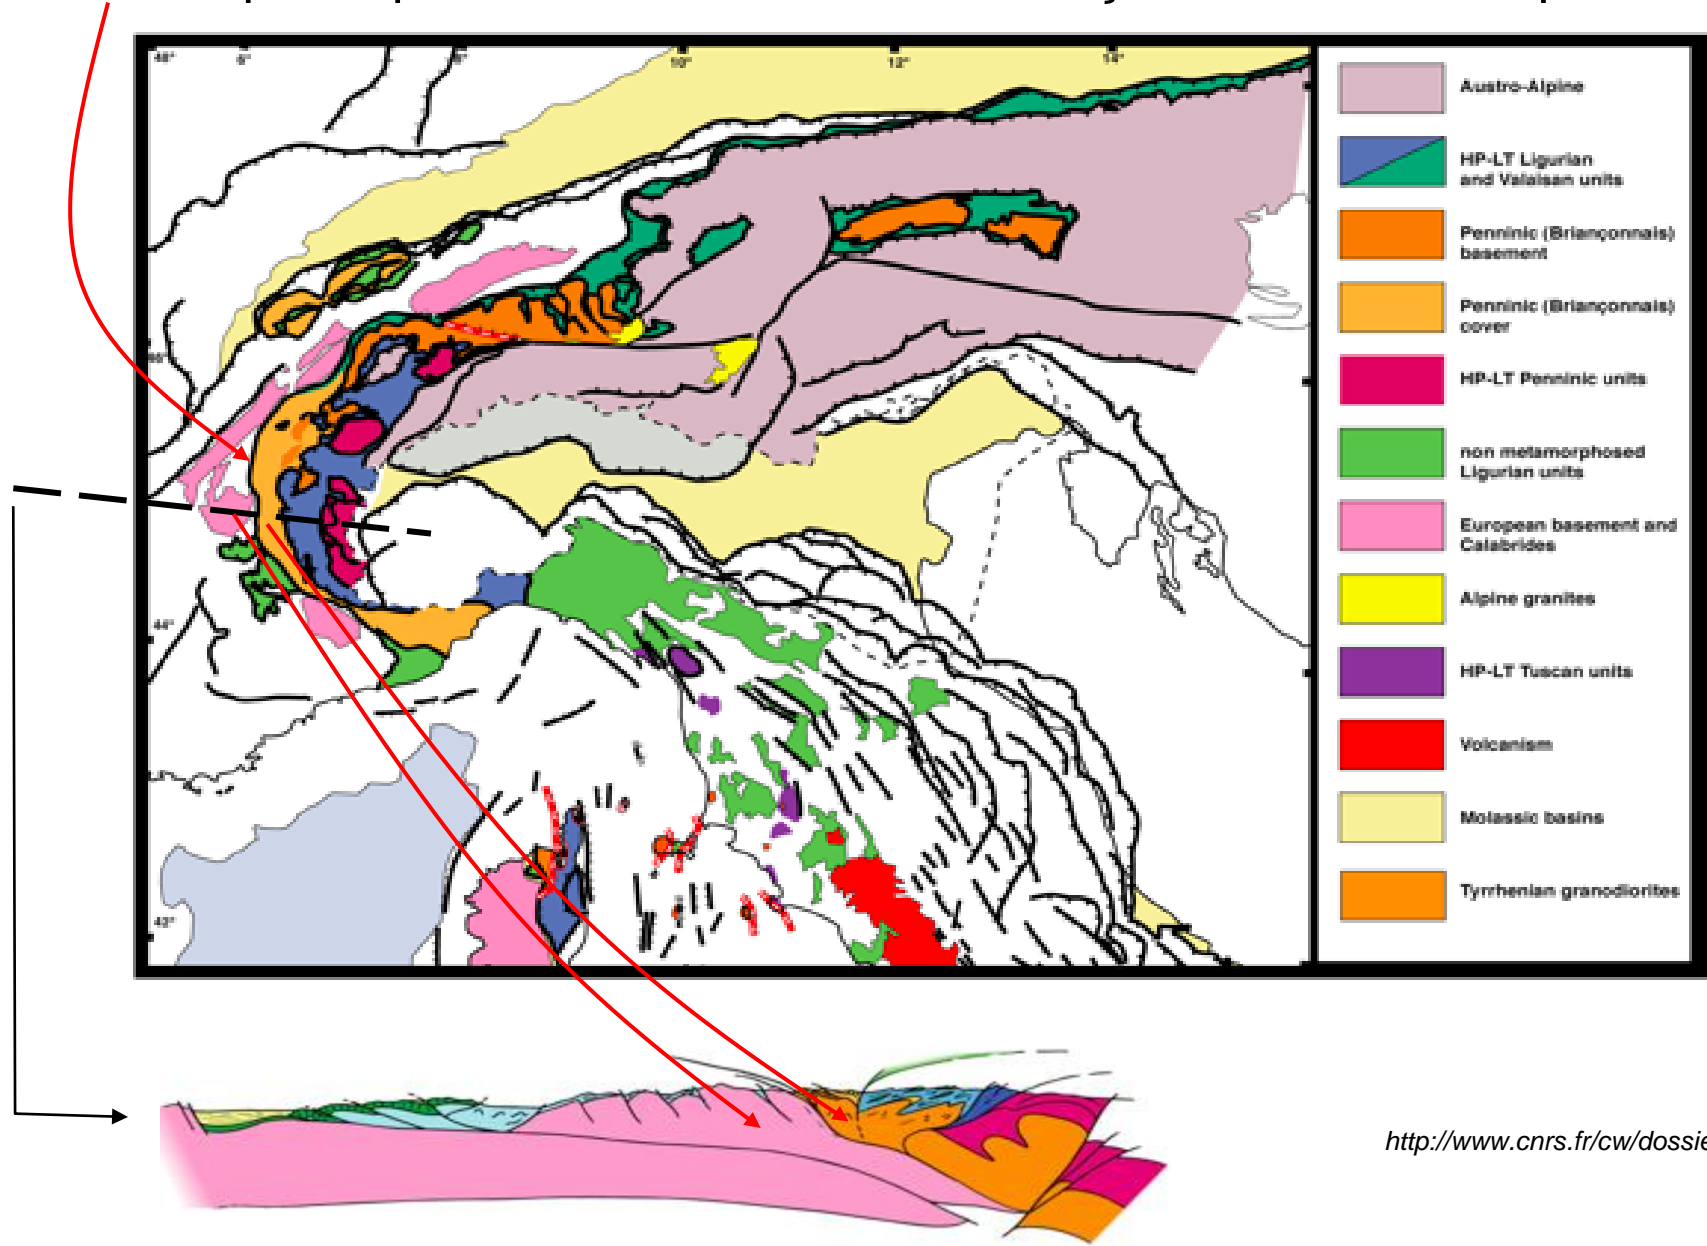 6°
8°
10°
12°
14°
44°
42°
Austro-Alpine
HP-LT Ligurian
and Valaisan units
Penninic (Briançonnais)
basement
Penninic (Briançonnais)
cover
HP-LT Penninic units
non metamorphosed
Ligurian units
European basement and
Calabrides
Alpine granites
HP-LT Tuscan units
Volcanism
Molassic basins
Tyrrhenian granodiorites
http://www.cnrs.fr/cw/dossie